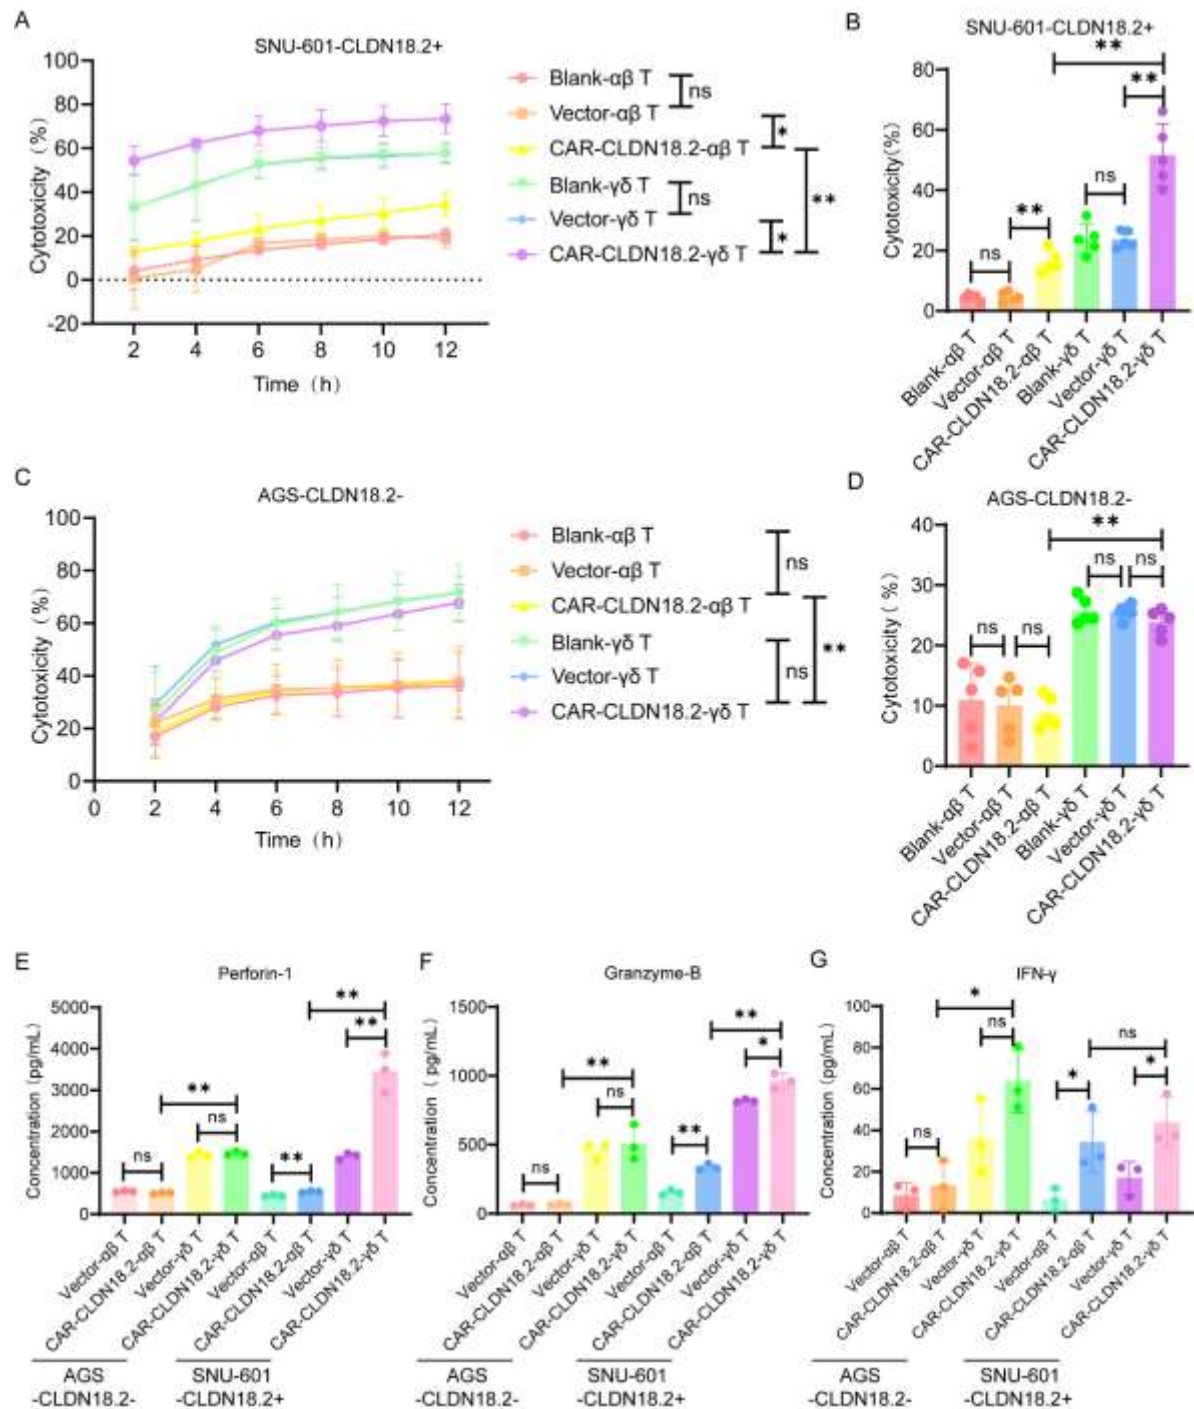 A
SNU-601-CLDN18.2+
Cytotoxicity (%)
100
80
60
40
20
0
-20
2 4 6 8 10 12
Time (h)
Blank-αβ T
Vector-αβ T
CAR-CLDN18.2-αβ T
Blank-γδ T
Vector-γδ T
CAR-CLDN18.2-γδ T
ns
*
ns
*
**
B
SNU-601-CLDN18.2+
Cytotoxicity(%)
80
60
40
20
0
**
**
ns
**
ns
Blank-αβ T
Vector-αβ T
CAR-CLDN18.2-αβ T
Blank-γδ T
Vector-γδ T
CAR-CLDN18.2-γδ T
C
AGS-CLDN18.2-
Cytotoxicity (%)
100
80
60
40
20
0
0 2 4 6 8 10 12
Time (h)
Blank-αβ T
Vector-αβ T
CAR-CLDN18.2-αβ T
Blank-γδ T
Vector-γδ T
CAR-CLDN18.2-γδ T
ns
ns
**
D
AGS-CLDN18.2-
Cytotoxicity (%)
40
30
20
10
0
**
ns ns
ns ns
Blank-αβ T
Vector-αβ T
CAR-CLDN18.2-αβ T
Blank-γδ T
Vector-γδ T
CAR-CLDN18.2-γδ T
E
Perforin-1
Concentration (pg/mL)
5000
4000
3000
2000
1000
0
**
**
**
ns
ns
**
Vector-αβ T
CAR-CLDN18.2-αβ T
Vector-γδ T
CAR-CLDN18.2-γδ T
Vector-αβ T
CAR-CLDN18.2-αβ T
Vector-γδ T
CAR-CLDN18.2-γδ T
AGS
-CLDN18.2-
SNU-601
-CLDN18.2+
F
Granzyme-B
Concentration (pg/mL)
1500
1000
500
0
**
*
**
ns
ns
**
Vector-αβ T
CAR-CLDN18.2-αβ T
Vector-γδ T
CAR-CLDN18.2-γδ T
Vector-αβ T
CAR-CLDN18.2-αβ T
Vector-γδ T
CAR-CLDN18.2-γδ T
AGS
-CLDN18.2-
SNU-601
-CLDN18.2+
G
IFN-γ
Concentration (pg/mL)
100
80
60
40
20
0
*
ns
ns
*
*
ns
Vector-αβ T
CAR-CLDN18.2-αβ T
Vector-γδ T
CAR-CLDN18.2-γδ T
Vector-αβ T
CAR-CLDN18.2-αβ T
Vector-γδ T
CAR-CLDN18.2-γδ T
AGS
-CLDN18.2-
SNU-601
-CLDN18.2+